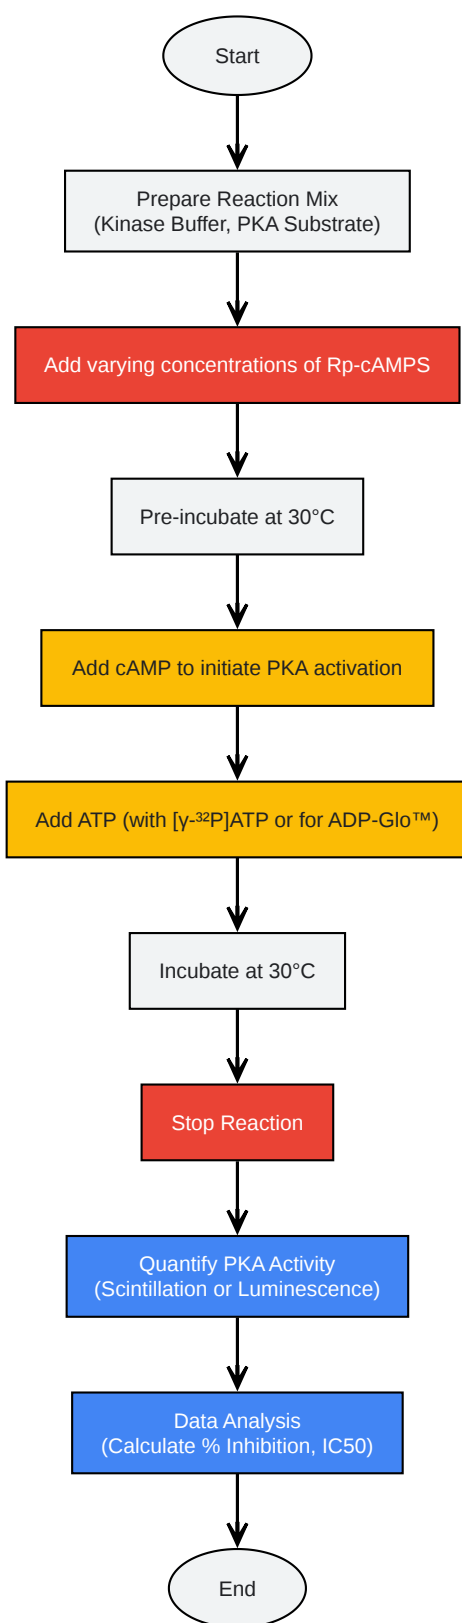 Start
Prepare Reaction Mix
(Kinase Buffer, PKA Substrate)
Add varying concentrations of Rp-cAMPS
Pre-incubate at 30°C
Add cAMP to initiate PKA activation
Add ATP (with [γ-³²P]ATP or for ADP-Glo™)
Incubate at 30°C
Stop Reaction
Quantify PKA Activity
(Scintillation or Luminescence)
Data Analysis
(Calculate % Inhibition, IC50)
End